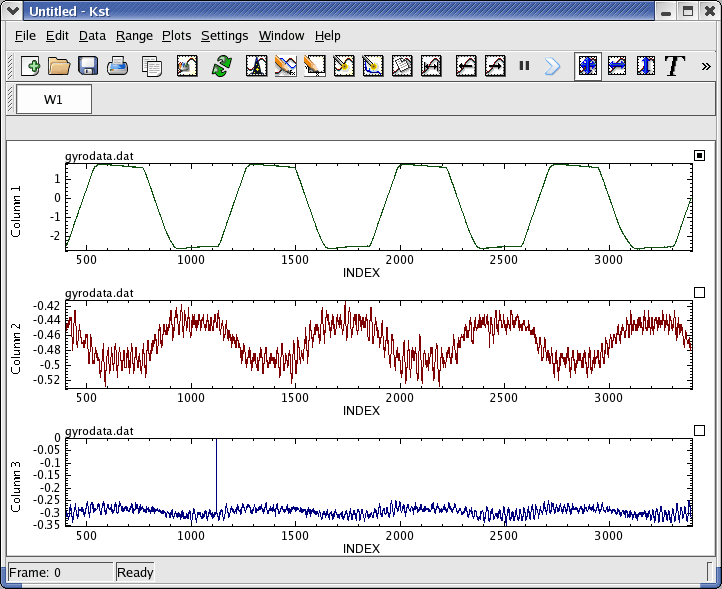 Untitled - Kst
File Edit Data Range Plots Settings Window Help
T »
W1
gyrodata.dat
Column 1
1
0
-1
-2
500 1000 1500 2000 2500 3000
INDEX
gyrodata.dat
Column 2
-0.42
-0.44
-0.46
-0.48
-0.5
-0.52
500 1000 1500 2000 2500 3000
INDEX
gyrodata.dat
Column 3
0
-0.05
-0.1
-0.15
-0.2
-0.25
-0.3
-0.35
500 1000 1500 2000 2500 3000
INDEX
Frame: 0 Ready